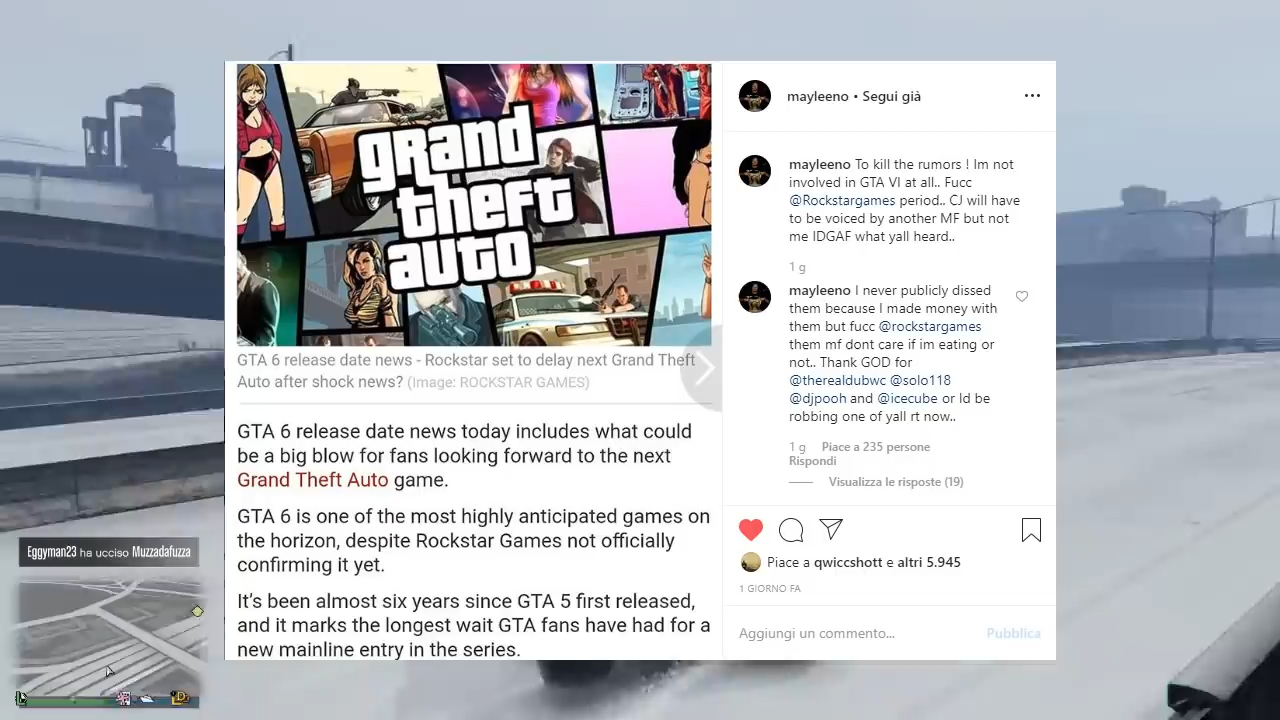 grand
theft
auto
GTA 6 release date news - Rockstar set to delay next Grand Theft
Auto after shock news? (Image: ROCKSTAR GAMES)
GTA 6 release date news today includes what could
be a big blow for fans looking forward to the next
Grand Theft Auto game.
GTA 6 is one of the most highly anticipated games on
the horizon, despite Rockstar Games not officially
confirming it yet.
It's been almost six years since GTA 5 first released,
and it marks the longest wait GTA fans have had for a
new mainline entry in the series.
mayleeno • Segui già
mayleeno To kill the rumors ! Im not
involved in GTA VI at all.. Fucc
@Rockstargames period.. CJ will have
to be voiced by another MF but not
me IDGAF what yall heard..
1 g
mayleeno I never publicly dissed
them because I made money with
them but fucc @rockstargames
them mf dont care if im eating or
not.. Thank GOD for
@therealdubwc @solo118
@djpooh and @icecube or Id be
robbing one of yall rt now..
1 g Piace a 235 persone
Rispondi
Visualizza le risposte (19)
Piace a qwiccshott e altri 5.945
1 GIORNO FA
Aggiungi un commento... Pubblica
Eggyman23 ha ucciso Muzzadafuzza